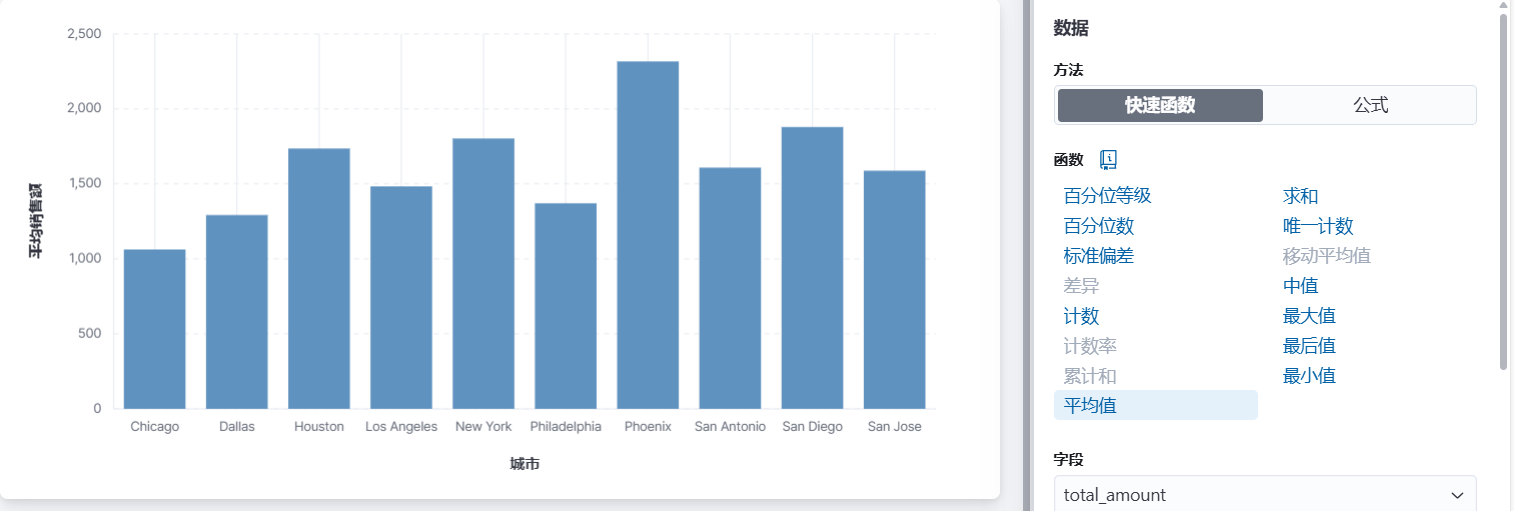 2,500
2,000
1,500
1,000
500
0
平均销售额
Chicago Dallas Houston Los Angeles New York Philadelphia Phoenix San Antonio San Diego San Jose
城市
数据
方法
快速函数 公式
函数
百分位等级 求和
百分位数 唯一计数
标准偏差 移动平均值
差异 中值
计数 最大值
计数率 最后值
累计和 最小值
平均值
字段
total_amount